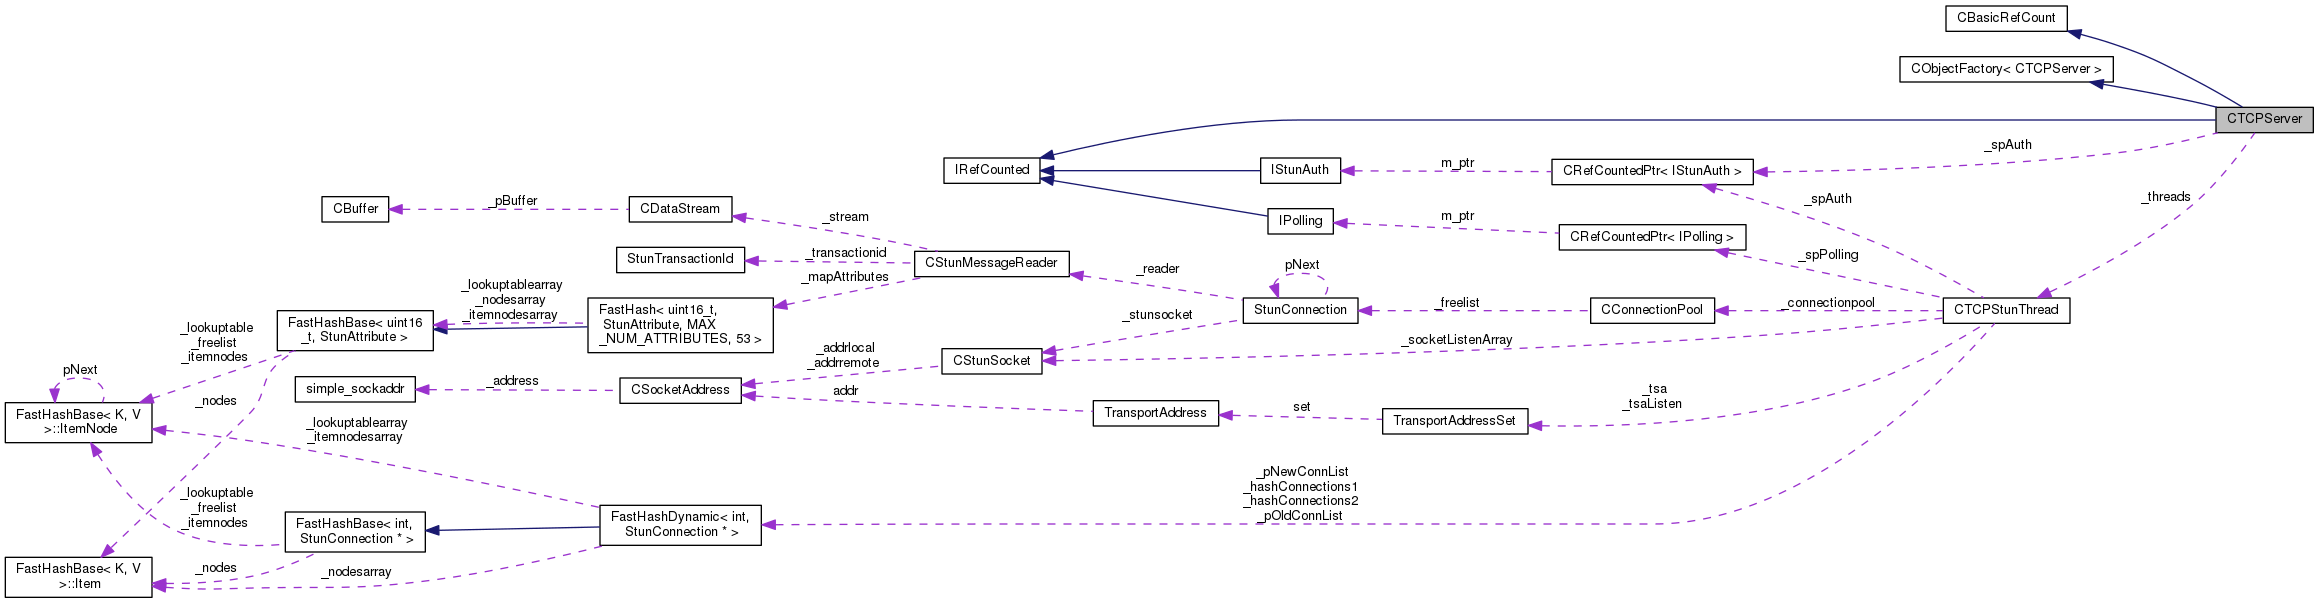 CBasicRefCount
CObjectFactory< CTCPServer >
CTCPServer
_spAuth
m_ptr
IRefCounted
IStunAuth
CRefCountedPtr< IStunAuth >
_spAuth
_threads
CBuffer
_pBuffer
CDataStream
_stream
IPolling
m_ptr
CRefCountedPtr< IPolling >
_spPolling
StunTransactionId
_transactionid
CStunMessageReader
_mapAttributes
_reader
pNext
_lookuptablearray
_nodesarray
_itemnodesarray
FastHash< uint16_t,
StunAttribute, MAX
_NUM_ATTRIBUTES, 53 >
_stunsocket
StunConnection
_freelist
CConnectionPool
_connectionpool
CTCPStunThread
FastHashBase< uint16
_t, StunAttribute >
_lookuptable
_freelist
_itemnodes
_socketListenArray
_addrlocal
_addrremote
CStunSocket
pNext
simple_sockaddr
_address
CSocketAddress
addr
_tsa
_tsaListen
_nodes
FastHashBase< K, V
>::ItemNode
TransportAddress
set
TransportAddressSet
_lookuptablearray
_itemnodesarray
_pNewConnList
_hashConnections1
_hashConnections2
_pOldConnList
_lookuptable
_freelist
_itemnodes
FastHashBase< int,
StunConnection * >
FastHashDynamic< int,
StunConnection * >
_nodes
_nodesarray
FastHashBase< K, V
>::Item